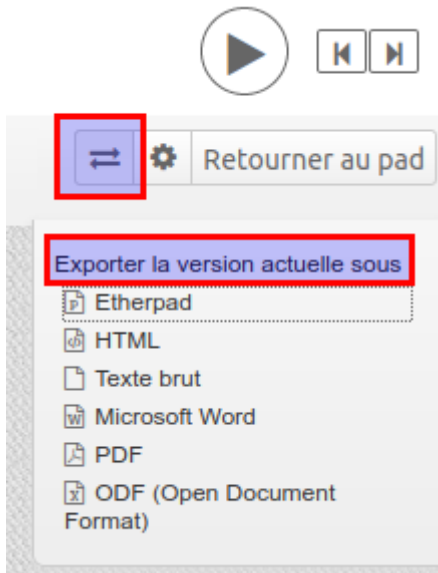 Retourner au pad
Exporter la version actuelle sous
Etherpad
HTML
Texte brut
Microsoft Word
PDF
ODF (Open Document
Format)